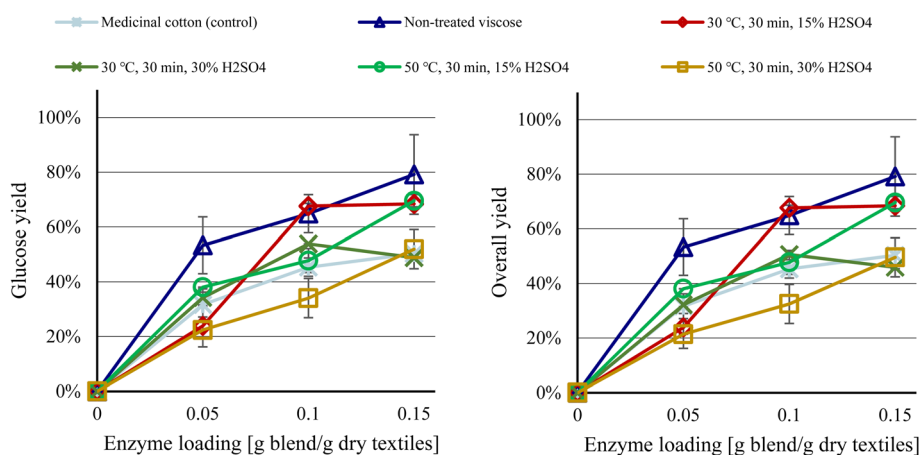 Medicinal cotton (control)
Non-treated viscose
30 ℃, 30 min, 15% H2SO4
30 ℃, 30 min, 30% H2SO4
50 ℃, 30 min, 15% H2SO4
50 ℃, 30 min, 30% H2SO4
Glucose yield
100%
80%
60%
40%
20%
0%
0 0.05 0.1 0.15
Enzyme loading [g blend/g dry textiles]
Overall yield
100%
80%
60%
40%
20%
0%
0 0.05 0.1 0.15
Enzyme loading [g blend/g dry textiles]